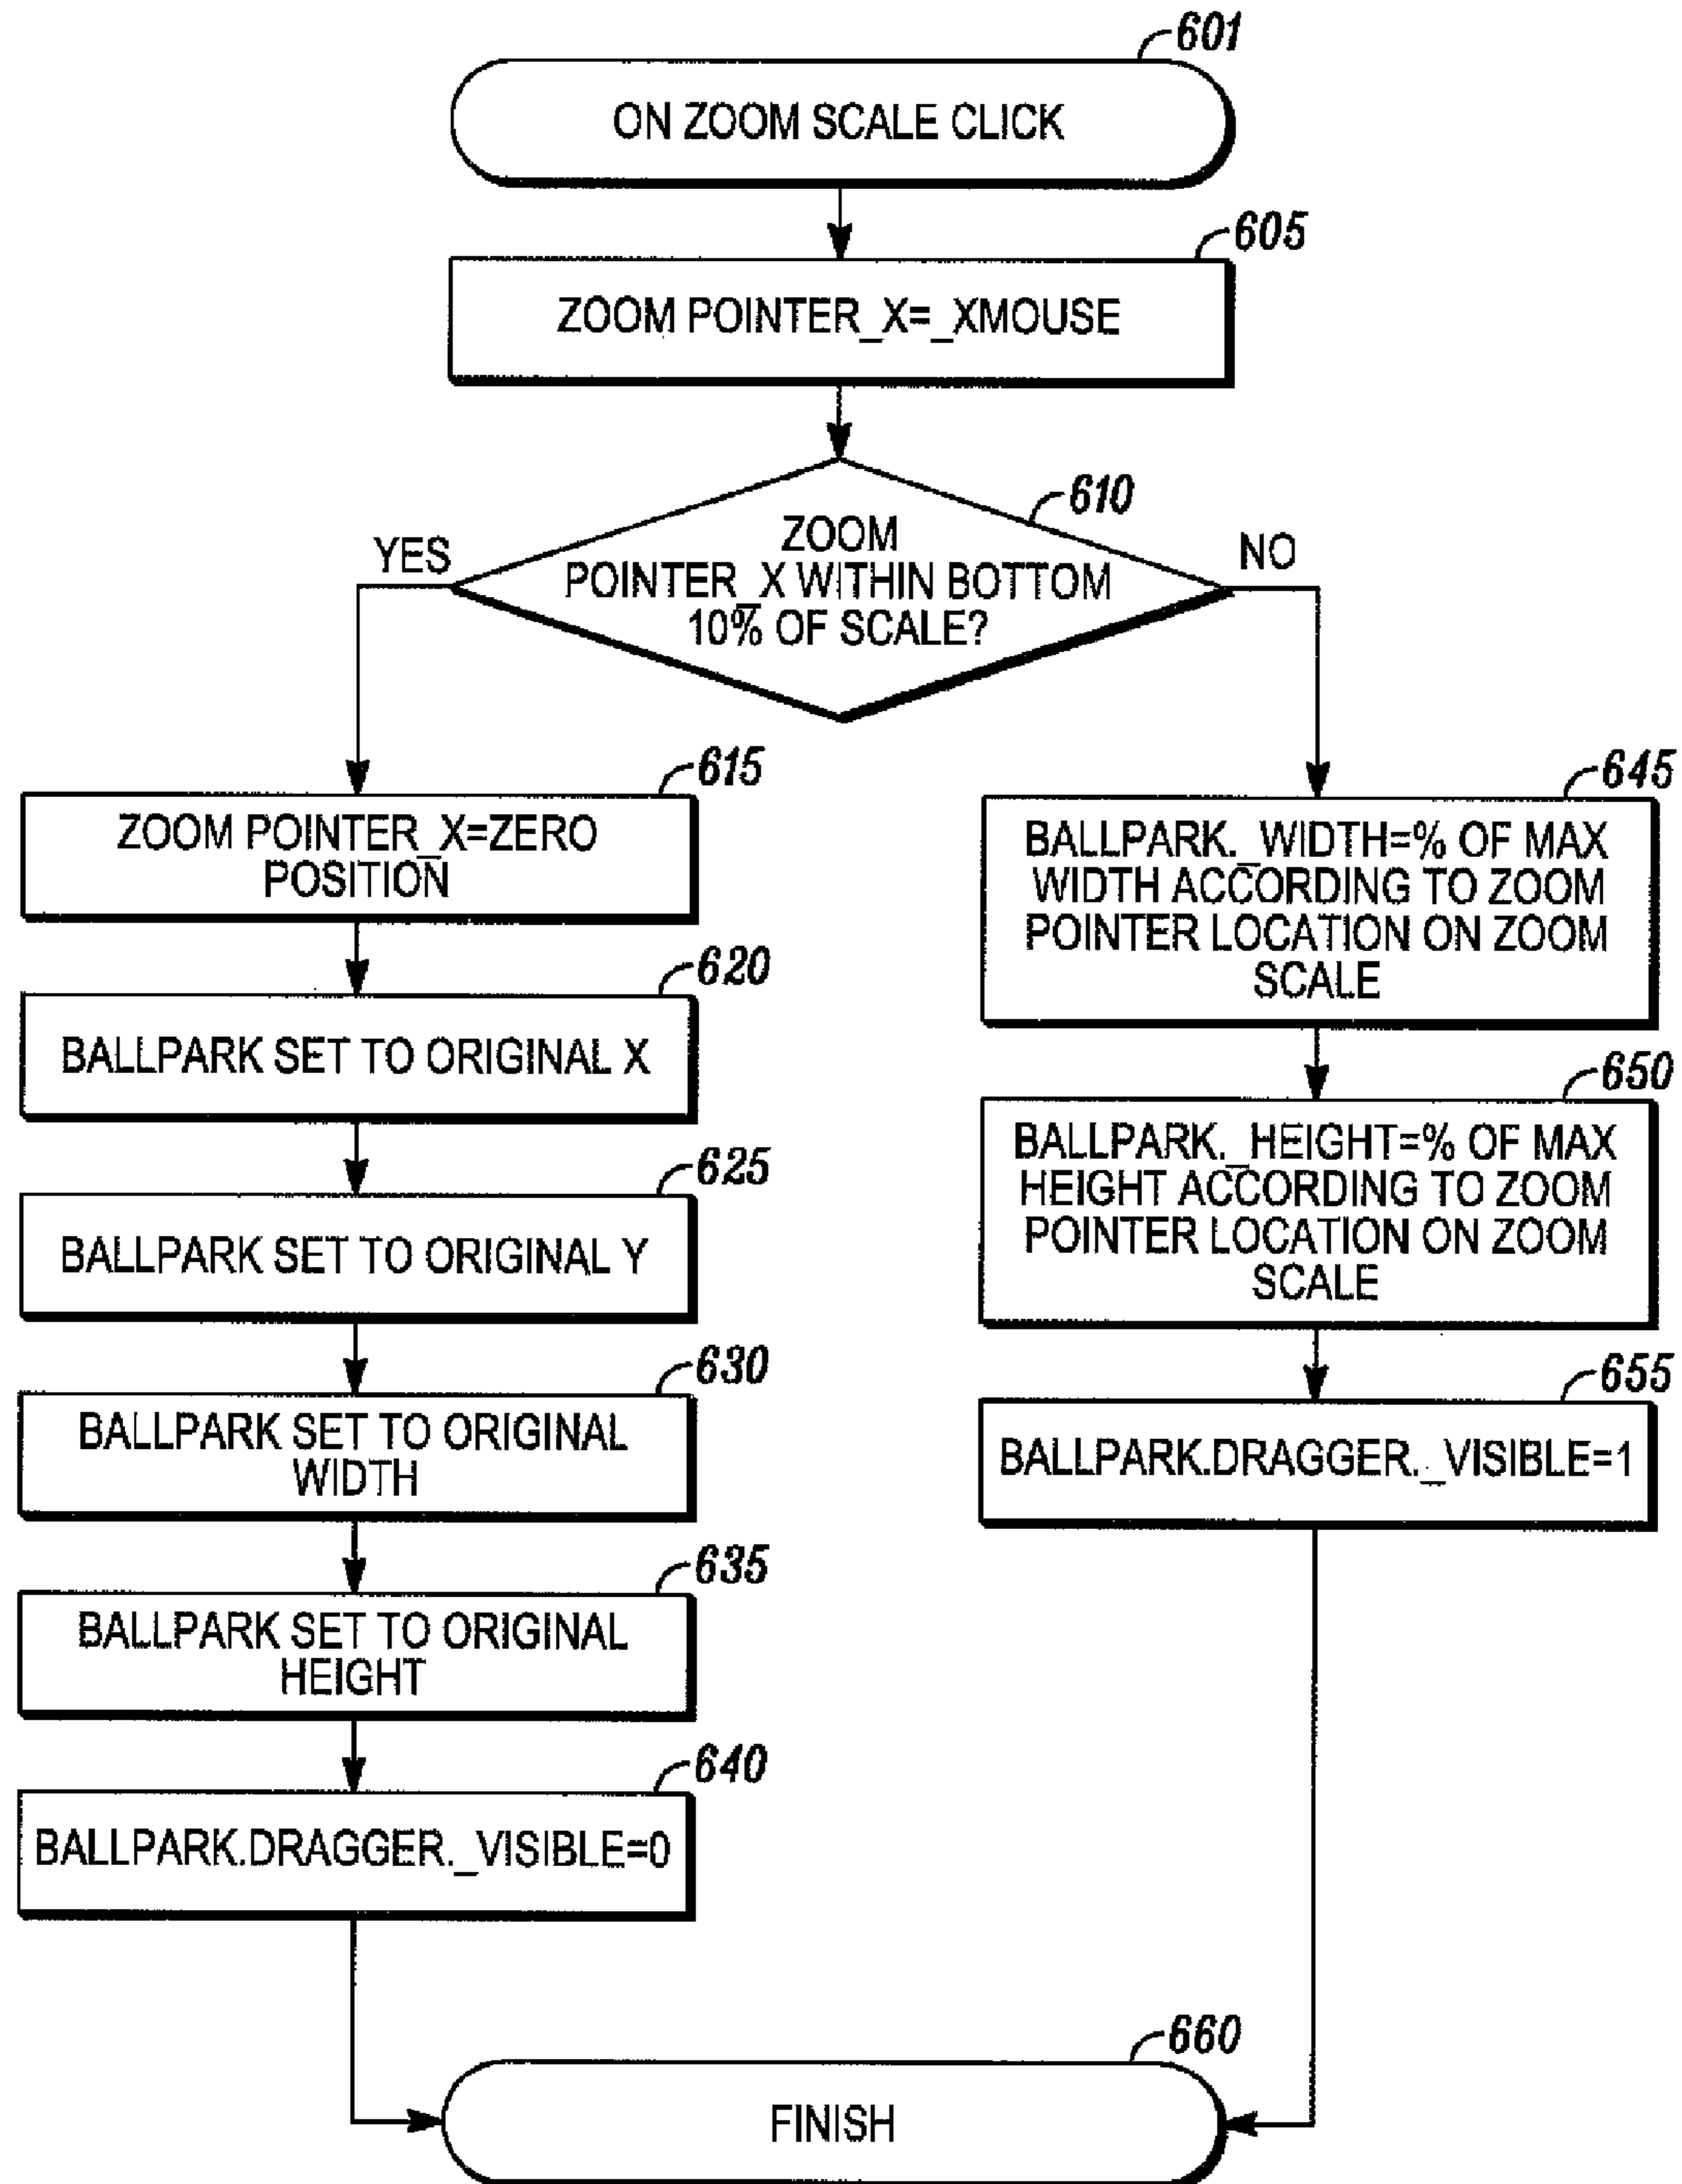 601
ON ZOOM SCALE CLICK
605
ZOOM POINTER_X=_XMOUSE
610
ZOOM
POINTER_X WITHIN BOTTOM
10% OF SCALE?
YES
NO
615
ZOOM POINTER_X=ZERO
POSITION
620
BALLPARK SET TO ORIGINAL X
625
BALLPARK SET TO ORIGINAL Y
630
BALLPARK SET TO ORIGINAL
WIDTH
635
BALLPARK SET TO ORIGINAL
HEIGHT
640
BALLPARK.DRAGGER._VISIBLE=0
645
BALLPARK._WIDTH=% OF MAX
WIDTH ACCORDING TO ZOOM
POINTER LOCATION ON ZOOM
SCALE
650
BALLPARK._HEIGHT=% OF MAX
HEIGHT ACCORDING TO ZOOM
POINTER LOCATION ON ZOOM
SCALE
655
BALLPARK.DRAGGER._VISIBLE=1
660
FINISH